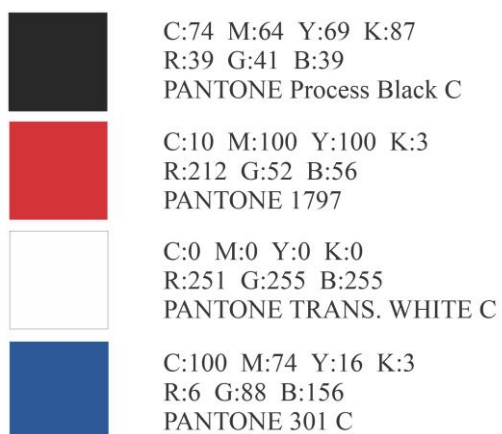 C:74 M:64 Y:69 K:87
R:39 G:41 B:39
PANTONE Process Black C
C:10 M:100 Y:100 K:3
R:212 G:52 B:56
PANTONE 1797
C:0 M:0 Y:0 K:0
R:251 G:255 B:255
PANTONE TRANS. WHITE C
C:100 M:74 Y:16 K:3
R:6 G:88 B:156
PANTONE 301 C